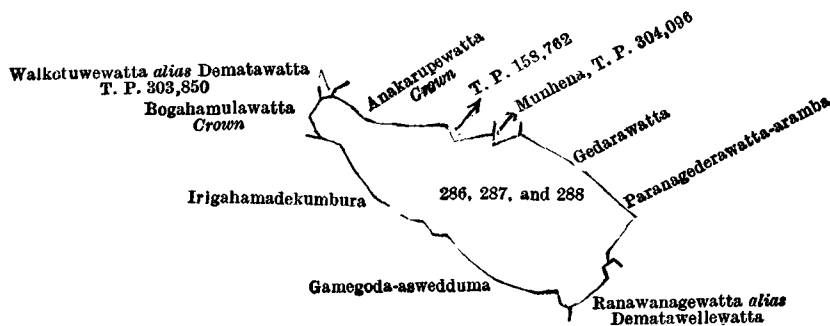 Walkotuwewatta alias Dematawatta
T. P. 303,850
Bogahamulawatta
Crown
Anakarupewatta
Crown
T. P. 153,762
Munhena, T. P. 304,096
Gedarawatta
Paranagederawatta-aramba
Irigahamadekumbura
286, 287, and 288
Gamegoda-aswedduma
Ranawanagewatta alias
Dematawellewatta